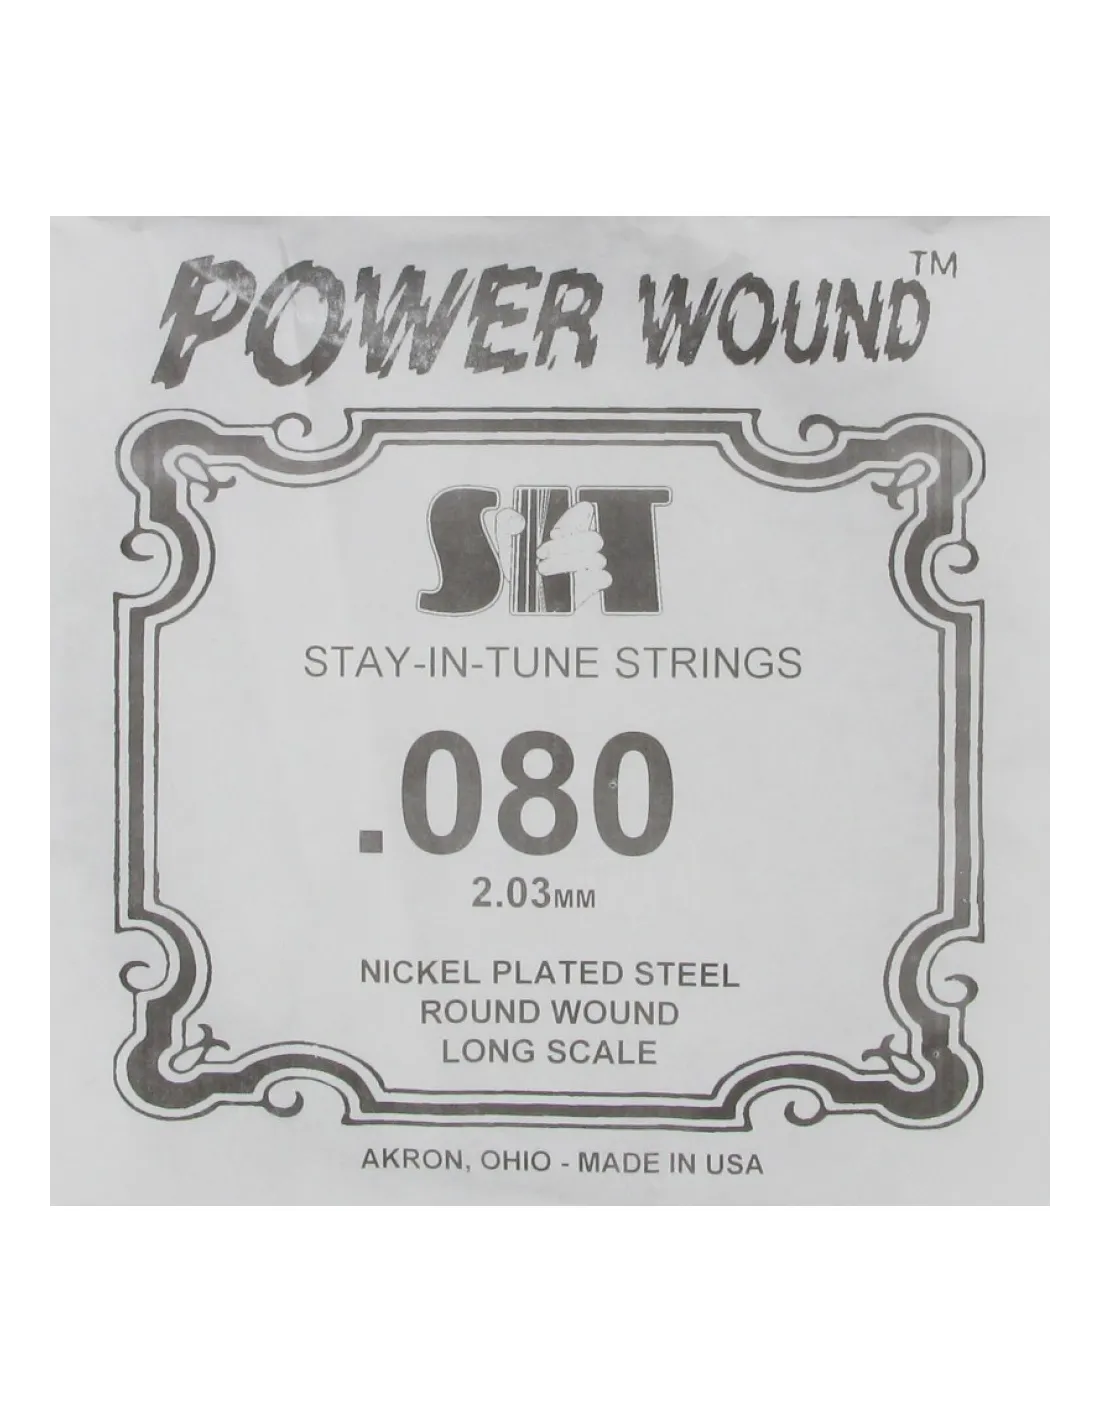 POWER WOUND™
SIT
STAY-IN-TUNE STRINGS
.080
2.03MM
NICKEL PLATED STEEL
ROUND WOUND
LONG SCALE
AKRON, OHIO - MADE IN USA